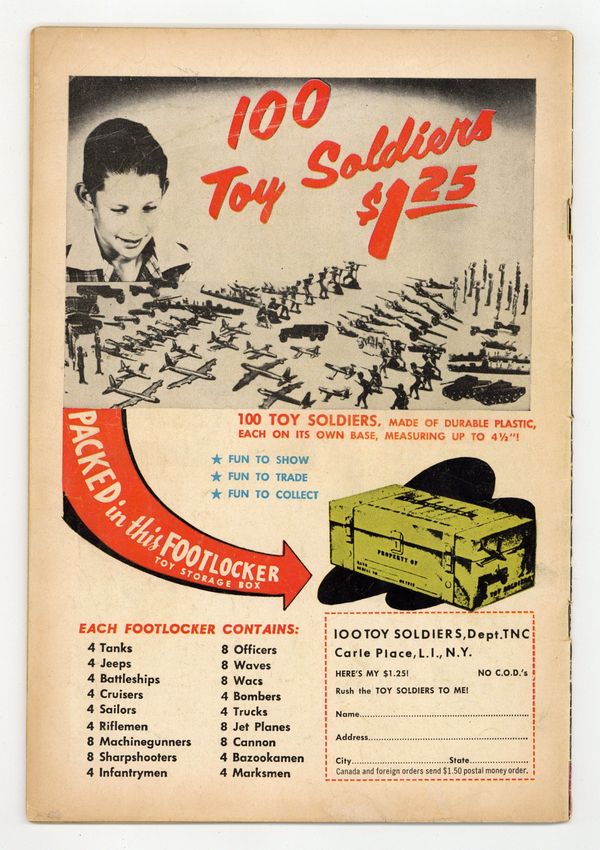 100
Toy Soldiers
$1.25
100 TOY SOLDIERS, MADE OF DURABLE PLASTIC,
EACH ON ITS OWN BASE, MEASURING UP TO 4½"!
★ FUN TO SHOW
★ FUN TO TRADE
★ FUN TO COLLECT
PACKED in this FOOTLOCKER
TOY STORAGE BOX
PROPERTY OF
TOY SOLDIERS
EACH FOOTLOCKER CONTAINS:
4 Tanks
4 Jeeps
4 Battleships
4 Cruisers
4 Sailors
4 Riflemen
8 Machinegunners
8 Sharpshooters
4 Infantrymen
8 Officers
8 Waves
8 Wacs
4 Bombers
4 Trucks
8 Jet Planes
8 Cannon
4 Bazookamen
4 Marksmen
100 TOY SOLDIERS, Dept. TNC
Carle Place, L.I., N.Y.
HERE'S MY $1.25! NO C.O.D.'s
Rush the TOY SOLDIERS TO ME!
Name
Address
City State
Canada and foreign orders send $1.50 postal money order.